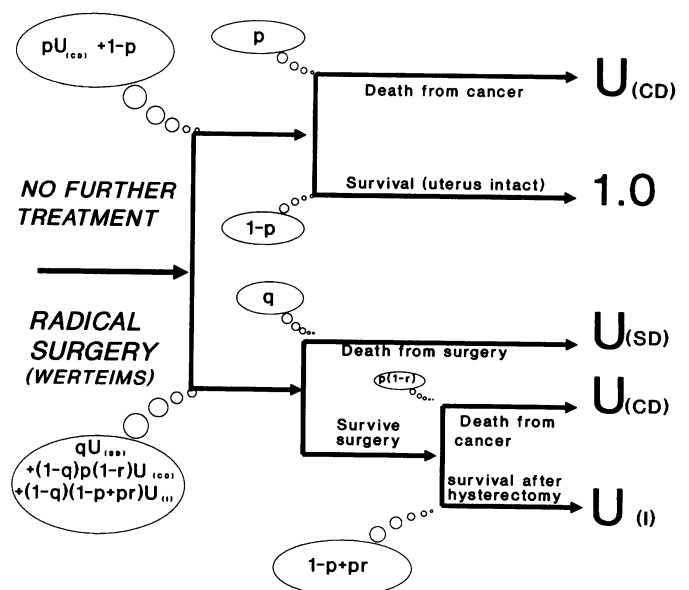 pU(CD) +1-p
p
Death from cancer
U(CD)
NO FURTHER
TREATMENT
Survival (uterus intact)
1.0
1-p
q
RADICAL
SURGERY
(WERTEIMS)
Death from surgery
U(SD)
p(1-r)
U(CD)
Survive
surgery
Death from
cancer
qU(SD)
+(1-q)p(1-r)U(CD)
+(1-q)(1-p+pr)U(I)
survival after
hysterectomy
U(I)
1-p+pr